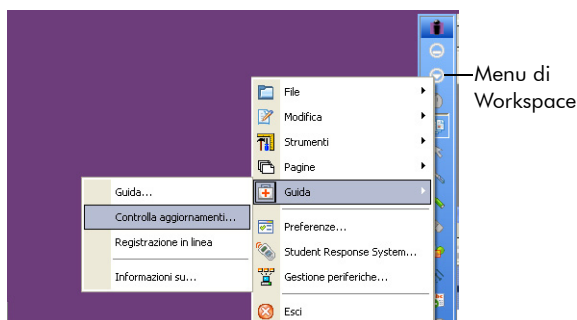 Menu di
Workspace
File
Modifica
Strumenti
Pagine
Guida
Guida...
Controlla aggiornamenti...
Registrazione in linea
Informazioni su...
Preferenze...
Student Response System...
Gestione periferiche...
Esci